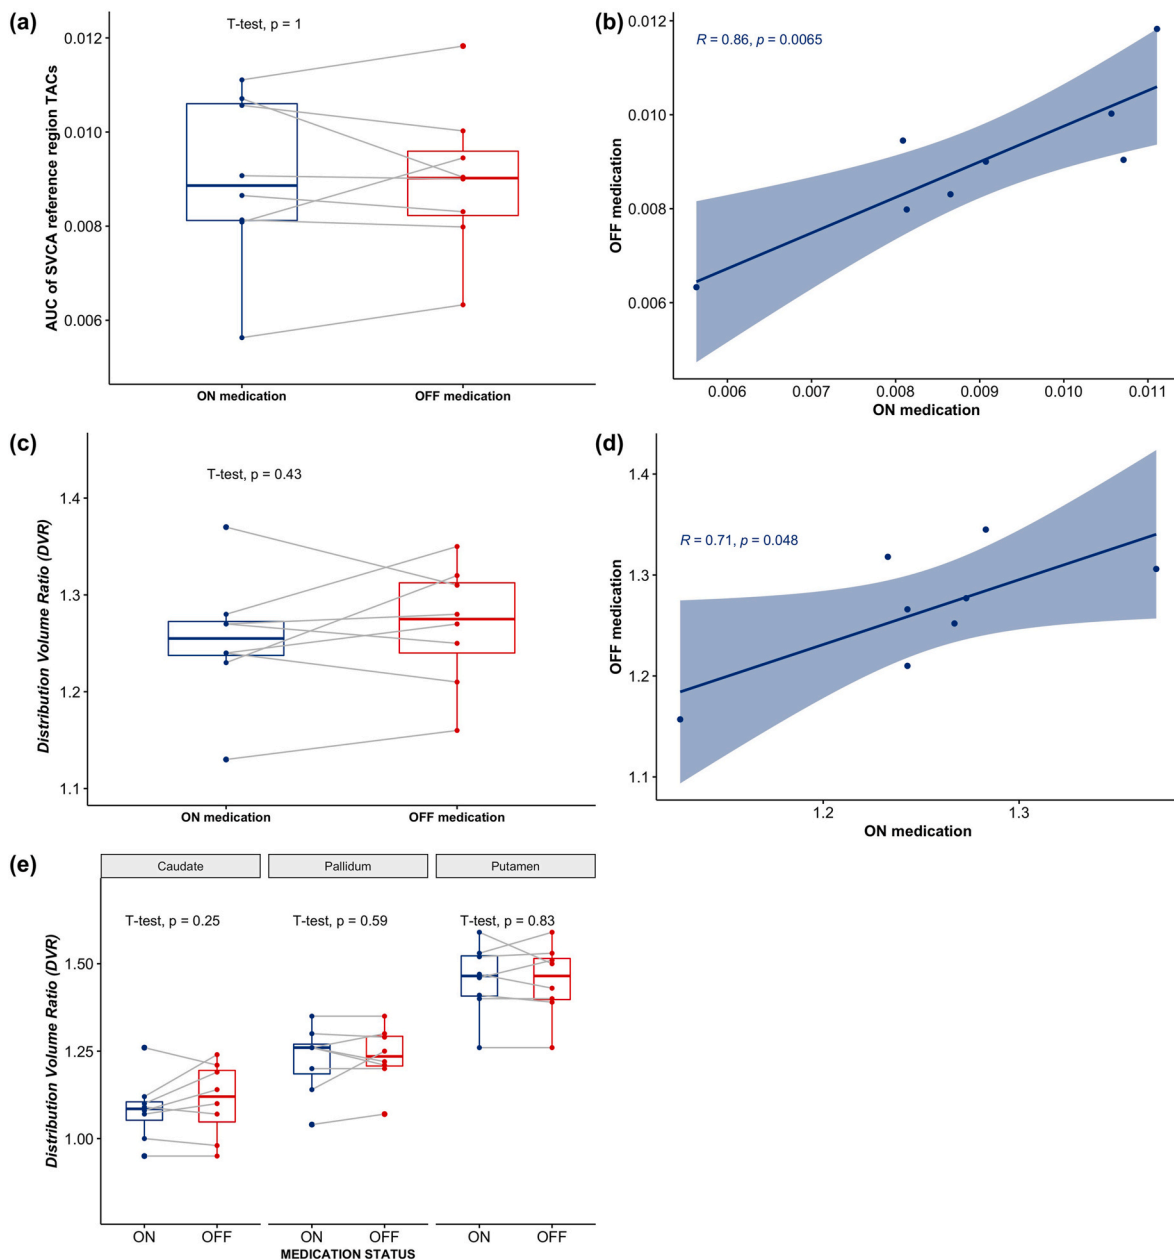 (a)
T-test, p = 1
AUC of SVCA reference region TACs
0.012
0.010
0.008
0.006
ON medication
OFF medication
(b)
R = 0.86, p = 0.0065
OFF medication
0.012
0.010
0.008
0.006
0.006
0.007
0.008
0.009
0.010
0.011
ON medication
(c)
T-test, p = 0.43
Distribution Volume Ratio (DVR)
1.4
1.3
1.2
1.1
ON medication
OFF medication
(d)
R = 0.71, p = 0.048
OFF medication
1.4
1.3
1.2
1.1
1.2
1.3
ON medication
(e)
Caudate
Pallidum
Putamen
T-test, p = 0.25
T-test, p = 0.59
T-test, p = 0.83
Distribution Volume Ratio (DVR)
1.50
1.25
1.00
ON
OFF
ON
OFF
ON
OFF
MEDICATION STATUS